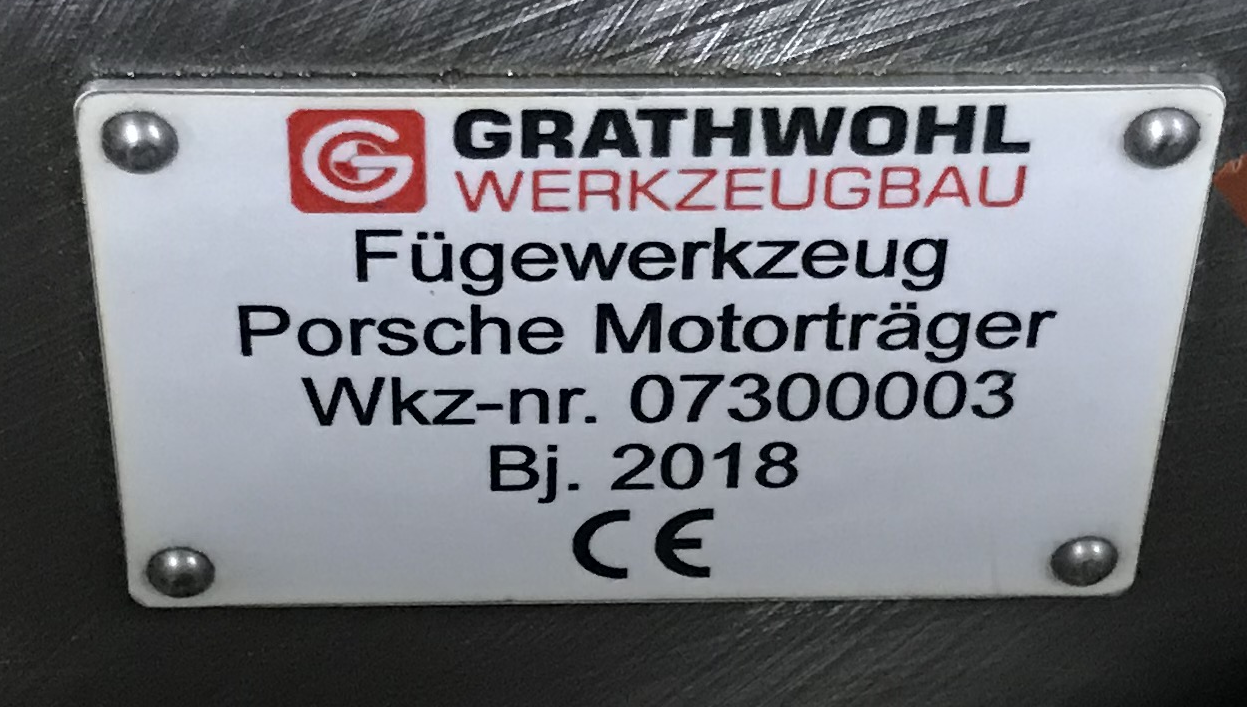 GRATHWOHL
WERKZEUGBAU
Fügewerkzeug
Porsche Motorträger
Wkz-nr. 07300003
Bj. 2018
CE